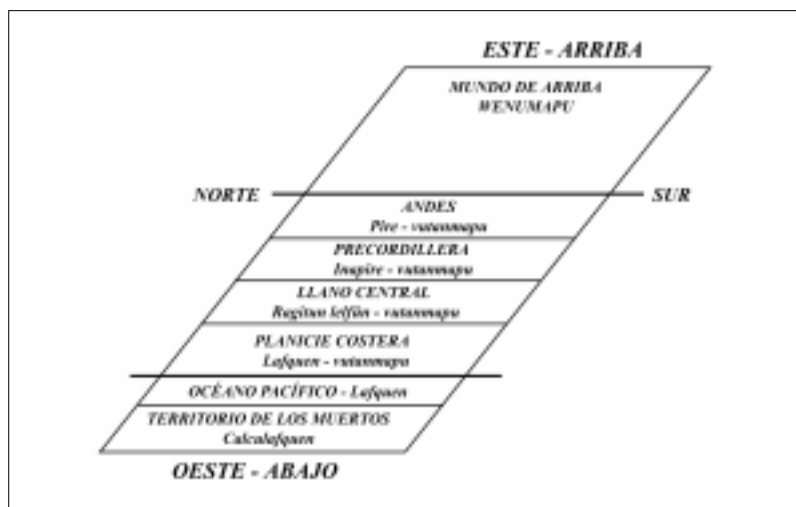 ESTE - ARRIBA
MUNDO DE ARRIBA
WENUMAPU
NORTE
SUR
ANDES
Pire - vutanmapu
PRECORDILLERA
Inapire - vutanmapu
LLANO CENTRAL
Ragitun lelfün - vutanmapu
PLANICIE COSTERA
Lafquen - vutanmapu
OCÉANO PACÍFICO - Lafquen
TERRITORIO DE LOS MUERTOS
Calcalafquen
OESTE - ABAJO